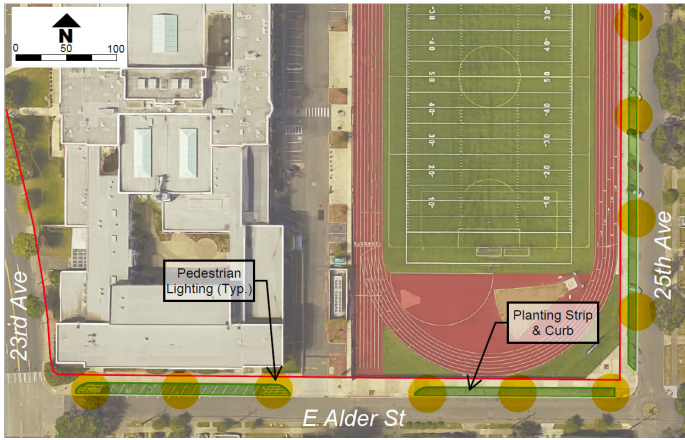 N
0 50 100
Pedestrian
Lighting (Typ.)
Planting Strip
& Curb
23rd Ave
25th Ave
E Alder St